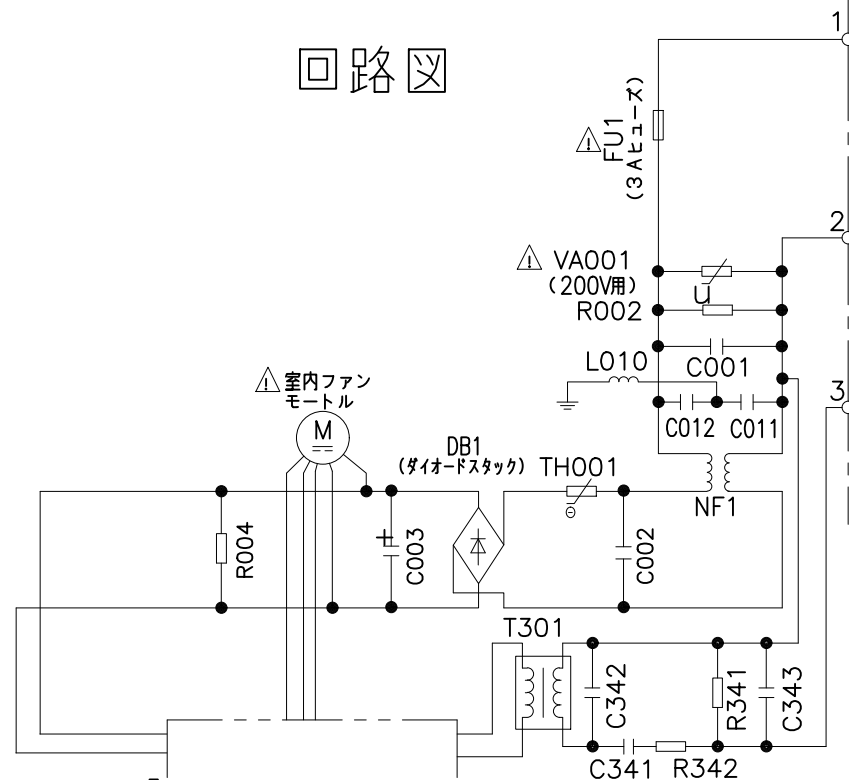 回路図
1
FU1
(3Aヒューズ)
2
VA001
(200V用)
R002
u
L010
C001
3
室内ファン
モートル
M
C012
C011
DB1
(ダイオードスタック)
TH001
NF1
R004
C003
C002
T301
C342
R341
C343
C341
R342